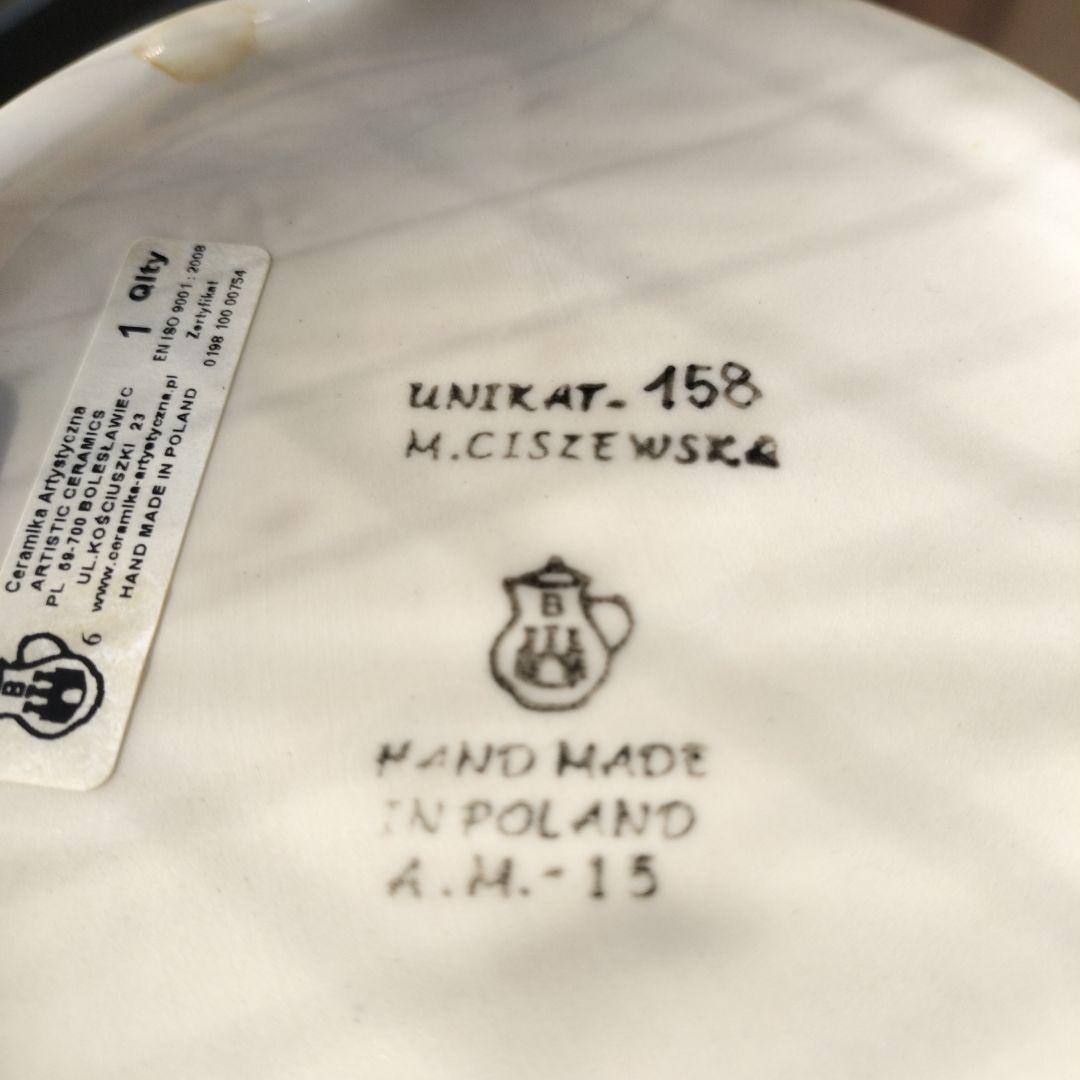 1 Qlty
EN ISO 9001:2008
Zertyfikat
0198 100 00754
Ceramika Artystyczna
ARTISTIC CERAMICS
PL 59-700 BOLESŁAWIEC
UL.KOŚCIUSZKI 23
www.ceramika-artystyczna.pl
HAND MADE IN POLAND
6
B
UNIKAT-158
M.CISZEWSKA
B
HAND MADE
IN POLAND
A.M.-15